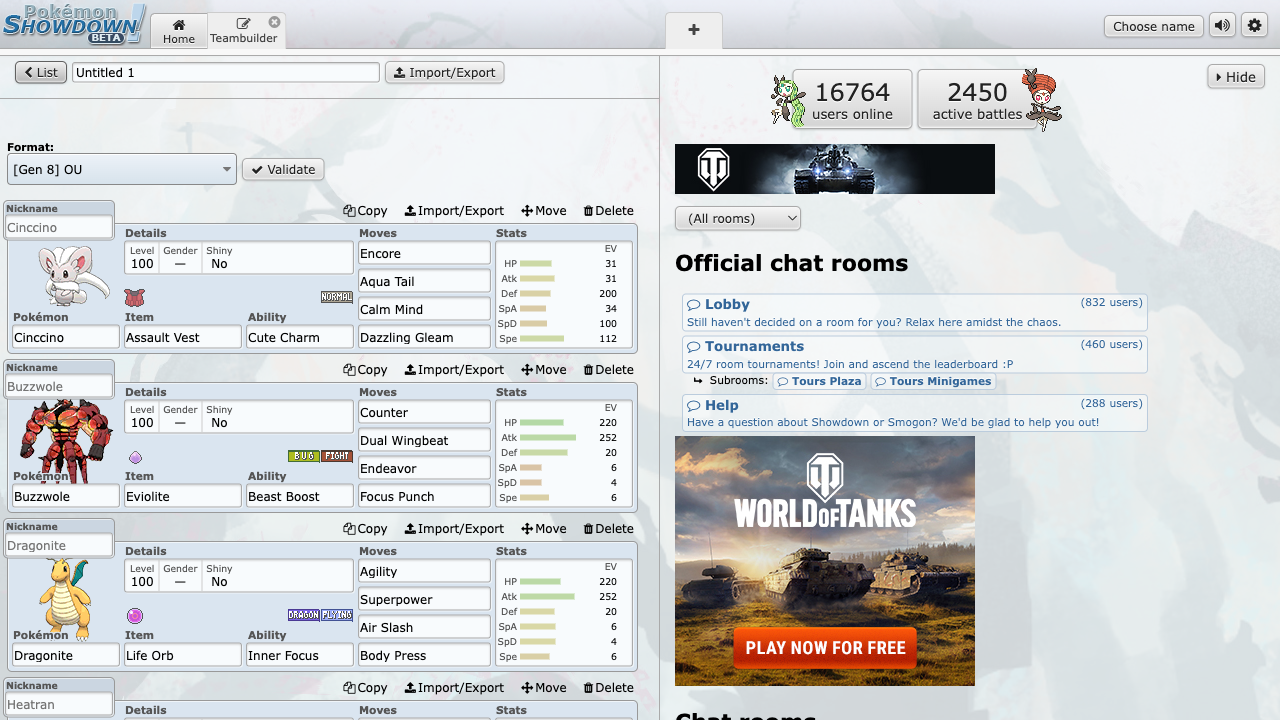 Pokémon
SHOWDOWN!
BETA
Home
Teambuilder
Choose name
List
Untitled 1
Import/Export
Format:
[Gen 8] OU
Validate
Nickname
Cinccino
Copy Import/Export Move Delete
Details
Level Gender Shiny
100 — No
NORMAL
Pokémon Item Ability
Cinccino Assault Vest Cute Charm
Moves
Encore
Aqua Tail
Calm Mind
Dazzling Gleam
Stats
EV
HP 31
Atk 31
Def 200
SpA 34
SpD 100
Spe 112
Nickname
Buzzwole
Copy Import/Export Move Delete
Details
Level Gender Shiny
100 — No
BUG FIGHT
Pokémon Item Ability
Buzzwole Eviolite Beast Boost
Moves
Counter
Dual Wingbeat
Endeavor
Focus Punch
Stats
EV
HP 220
Atk 252
Def 20
SpA 6
SpD 4
Spe 6
Nickname
Dragonite
Copy Import/Export Move Delete
Details
Level Gender Shiny
100 — No
DRAGON FLYING
Pokémon Item Ability
Dragonite Life Orb Inner Focus
Moves
Agility
Superpower
Air Slash
Body Press
Stats
EV
HP 220
Atk 252
Def 20
SpA 6
SpD 4
Spe 6
Nickname
Heatran
Copy Import/Export Move Delete
Details
Moves
Stats
Hide
16764
users online
2450
active battles
(All rooms)
Official chat rooms
Lobby (832 users)
Still haven't decided on a room for you? Relax here amidst the chaos.
Tournaments (460 users)
24/7 room tournaments! Join and ascend the leaderboard :P
Subrooms: Tours Plaza Tours Minigames
Help (288 users)
Have a question about Showdown or Smogon? We'd be glad to help you out!
WORLD OF TANKS
PLAY NOW FOR FREE
Chat rooms